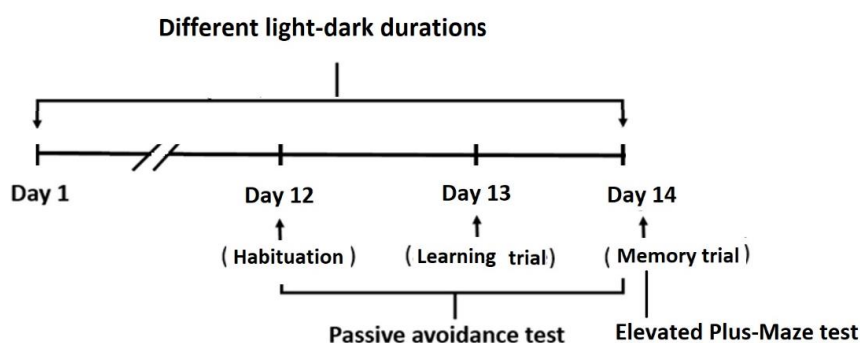 Different light-dark durations
Day 1 Day 12 Day 13 Day 14
( Habituation ) ( Learning trial) ( Memory trial)
Passive avoidance test Elevated Plus-Maze test